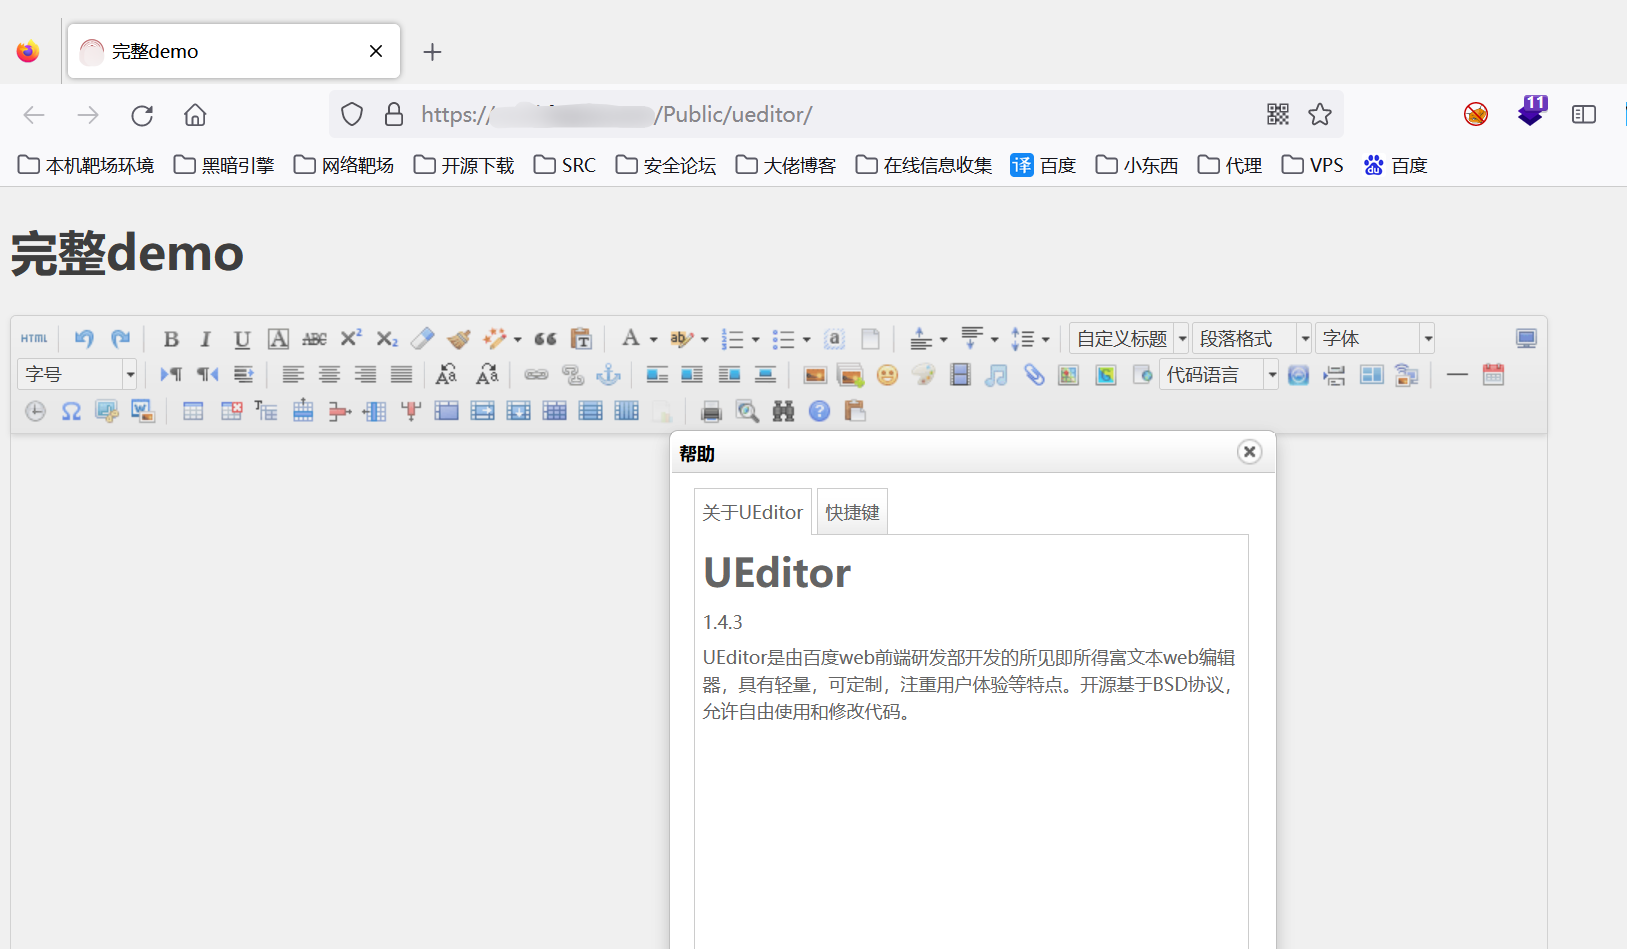 完整demo
https://
/Public/ueditor/
11
本机靶场环境 黑暗引擎 网络靶场 开源下载 SRC 安全论坛 大佬博客 在线信息收集 译 百度 小东西 代理 VPS du 百度
完整demo
HTML B I U A ABC X² X₂ T A ab a 自定义标题 段落格式 字体
字号 代码语言
帮助
关于UEditor 快捷键
UEditor
1.4.3
UEditor是由百度web前端研发部开发的所见即所得富文本web编辑
器，具有轻量，可定制，注重用户体验等特点。开源基于BSD协议，
允许自由使用和修改代码。